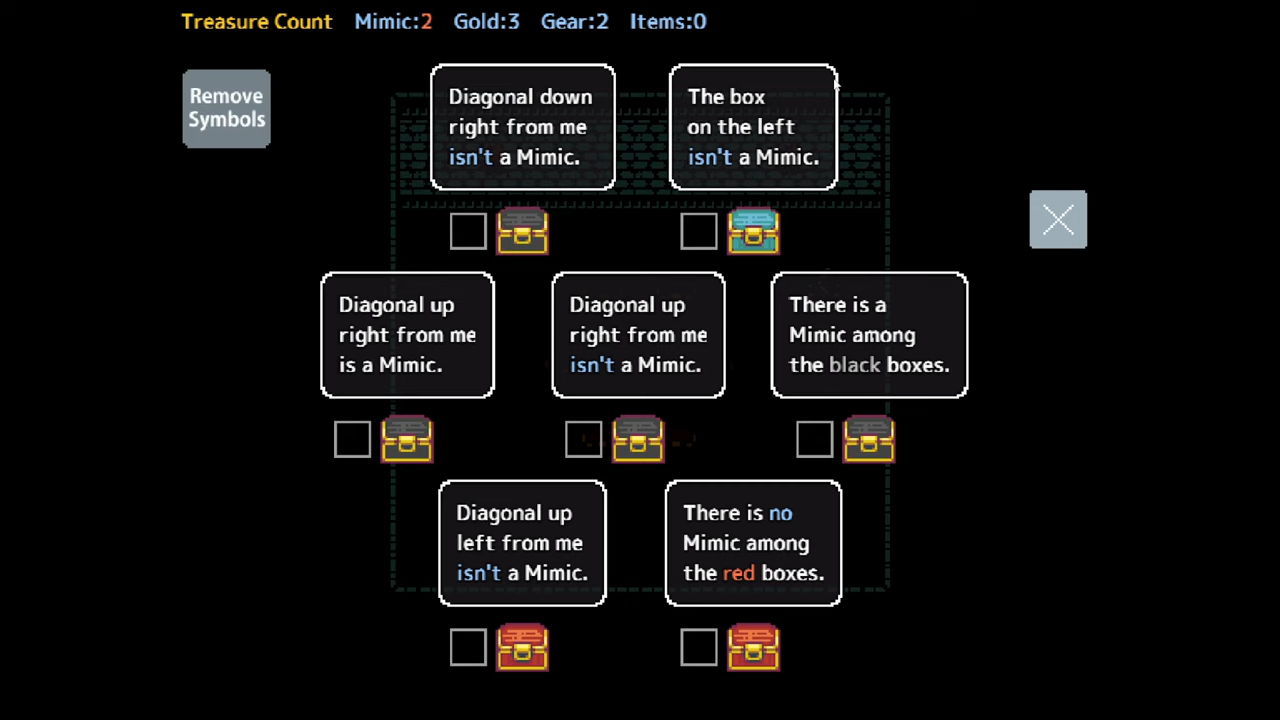 Treasure Count Mimic:2 Gold:3 Gear:2 Items:0
Remove
Symbols
Diagonal down
right from me
isn't a Mimic.
The box
on the left
isn't a Mimic.
Diagonal up
right from me
is a Mimic.
Diagonal up
right from me
isn't a Mimic.
There is a
Mimic among
the black boxes.
Diagonal up
left from me
isn't a Mimic.
There is no
Mimic among
the red boxes.